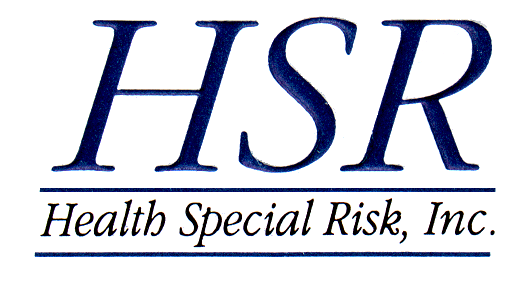 HSR
Health Special Risk, Inc.